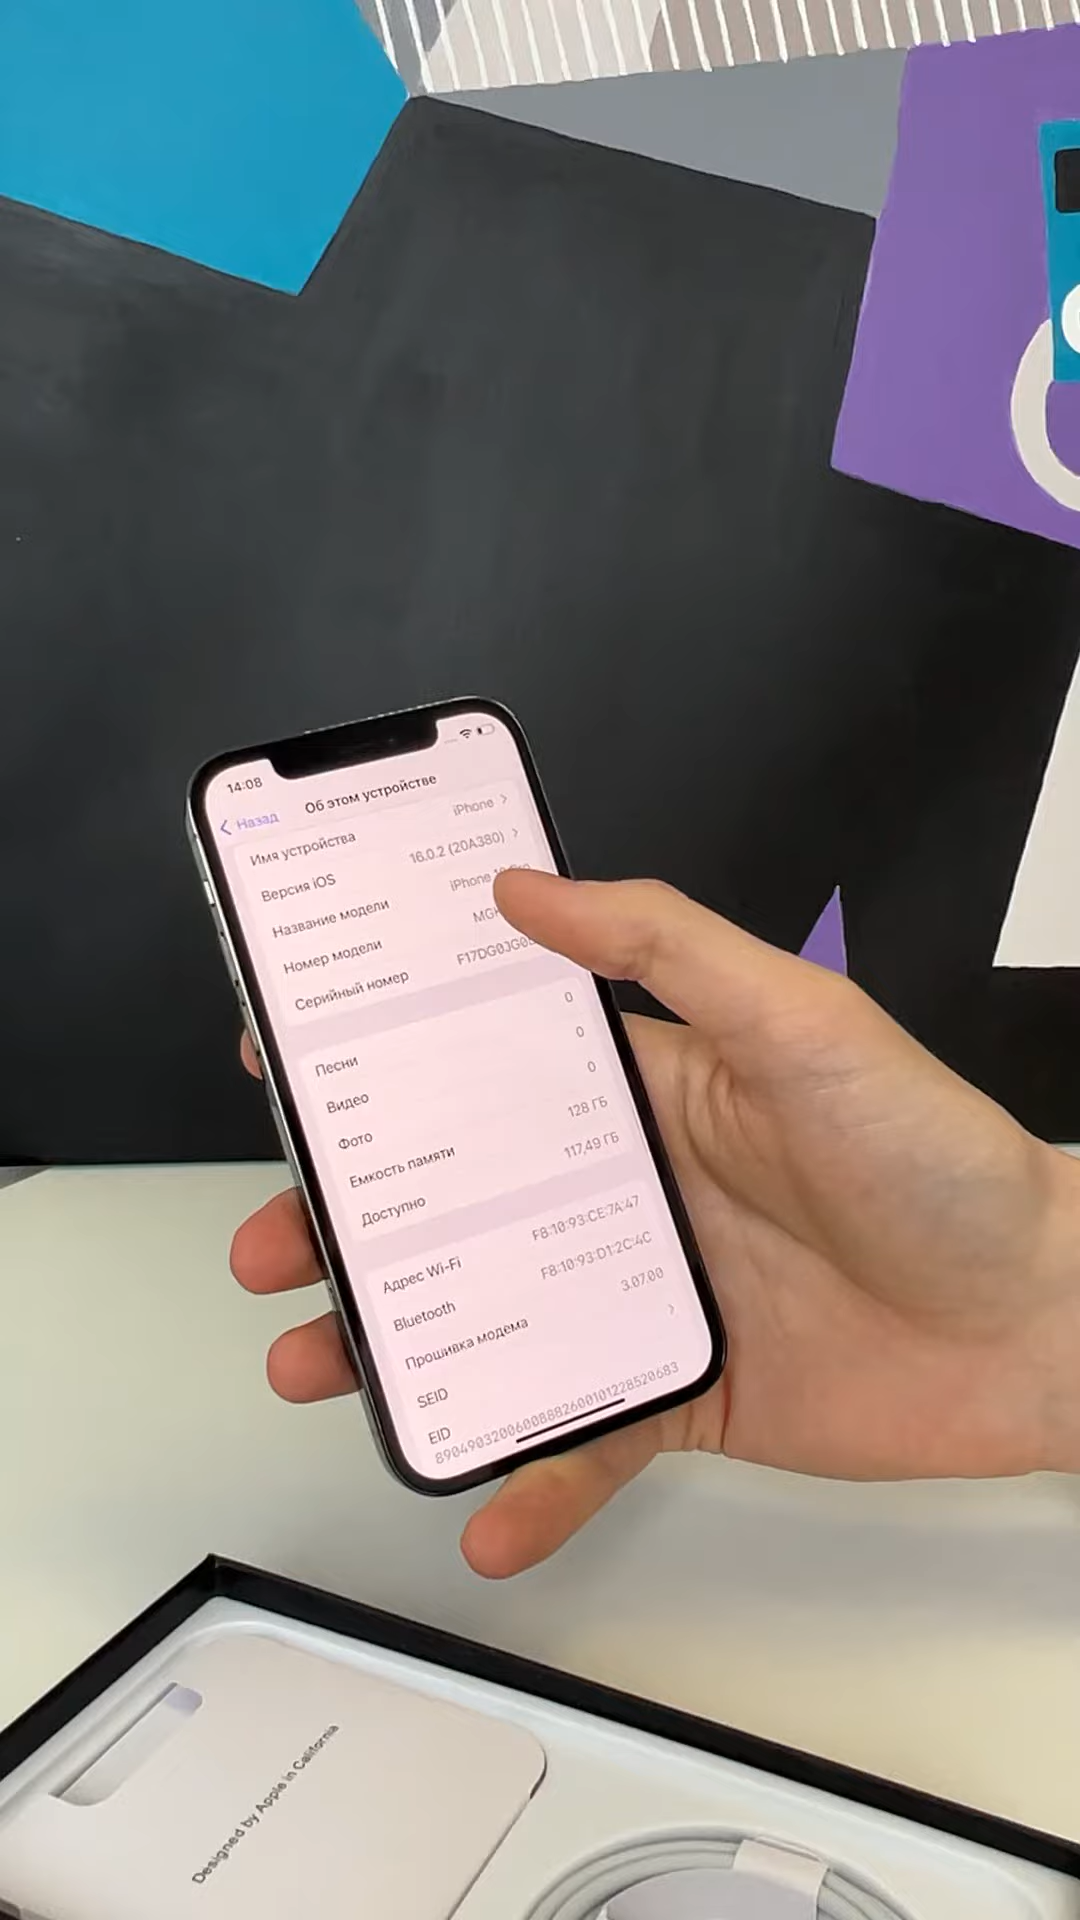 14:08
Назад
Об этом устройстве
Имя устройства iPhone
Версия iOS 16.0.2 (20A380)
Название модели iPhone
Номер модели
Серийный номер
Песни 0
Видео 0
Фото 0
Емкость памяти 128 ГБ
Доступно 117,49 ГБ
Адрес Wi-Fi F8:10:93:CE:7A:47
Bluetooth F8:10:93:D1:2C:4C
Прошивка модема 3.07.00
SEID
EID
89049032006008882600101228520683
Designed by Apple in California